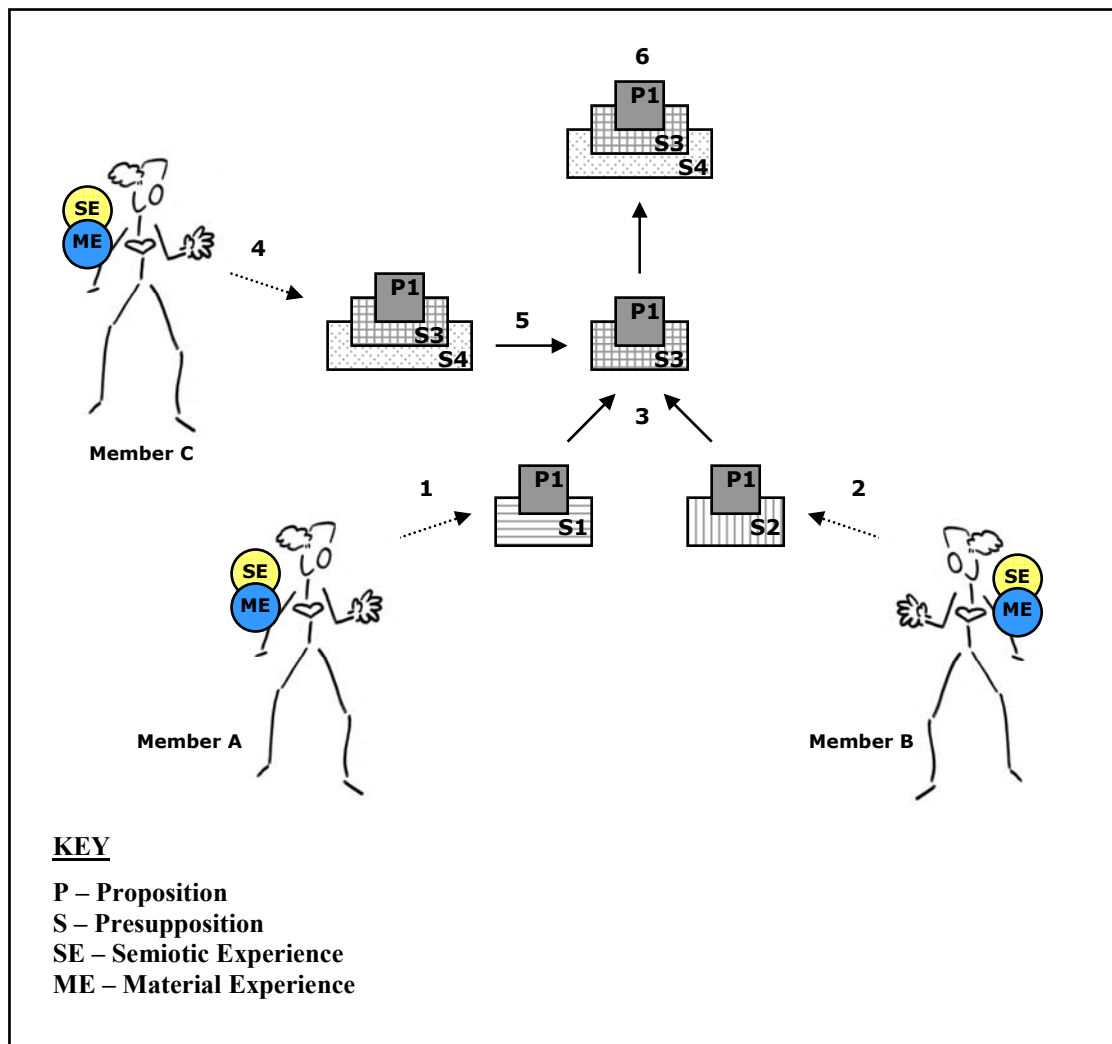 6
P1
S3
S4
SE
ME
4
P1
S3
S4
5
P1
S3
Member C
3
1
P1
S1
P1
S2
2
SE
ME
SE
ME
Member A
Member B
KEY
P – Proposition
S – Presupposition
SE – Semiotic Experience
ME – Material Experience